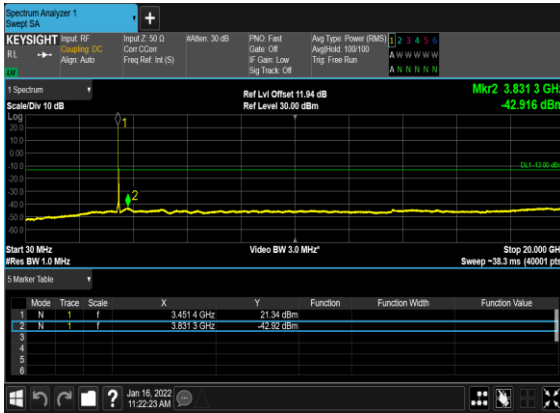 Spectrum Analyzer 1
Swept SA
+
KEYSIGHT Input: RF Input Z: 50 Ω #Atten: 30 dB PNO: Fast Avg Type: Power (RMS) 1 2 3 4 5 6
RL Coupling: DC Corr CCorr Gate: Off Avg|Hold: 100/100 A W W W W W
Align: Auto Freq Ref: Int (S) IF Gain: Low Trig: Free Run
Sig Track: Off A N N N N N
1 Spectrum Ref Lvl Offset 11.94 dB Mkr2 3.831 3 GHz
Scale/Div 10 dB Ref Level 30.00 dBm -42.916 dBm
Log
1
20.0
10.0
0.00
-10.0 DL1 -13.00 dBm
-20.0
-30.0
2
-40.0
-50.0
-60.0
Start 30 MHz Video BW 3.0 MHz* Stop 20.000 GHz
#Res BW 1.0 MHz Sweep ~38.3 ms (40001 pts)
5 Marker Table
Mode Trace Scale X Y Function Function Width Function Value
1 N 1 f 3.451 4 GHz 21.34 dBm
2 N 1 f 3.831 3 GHz -42.92 dBm
3
4
5
6
? Jan 16, 2022
11:22:23 AM